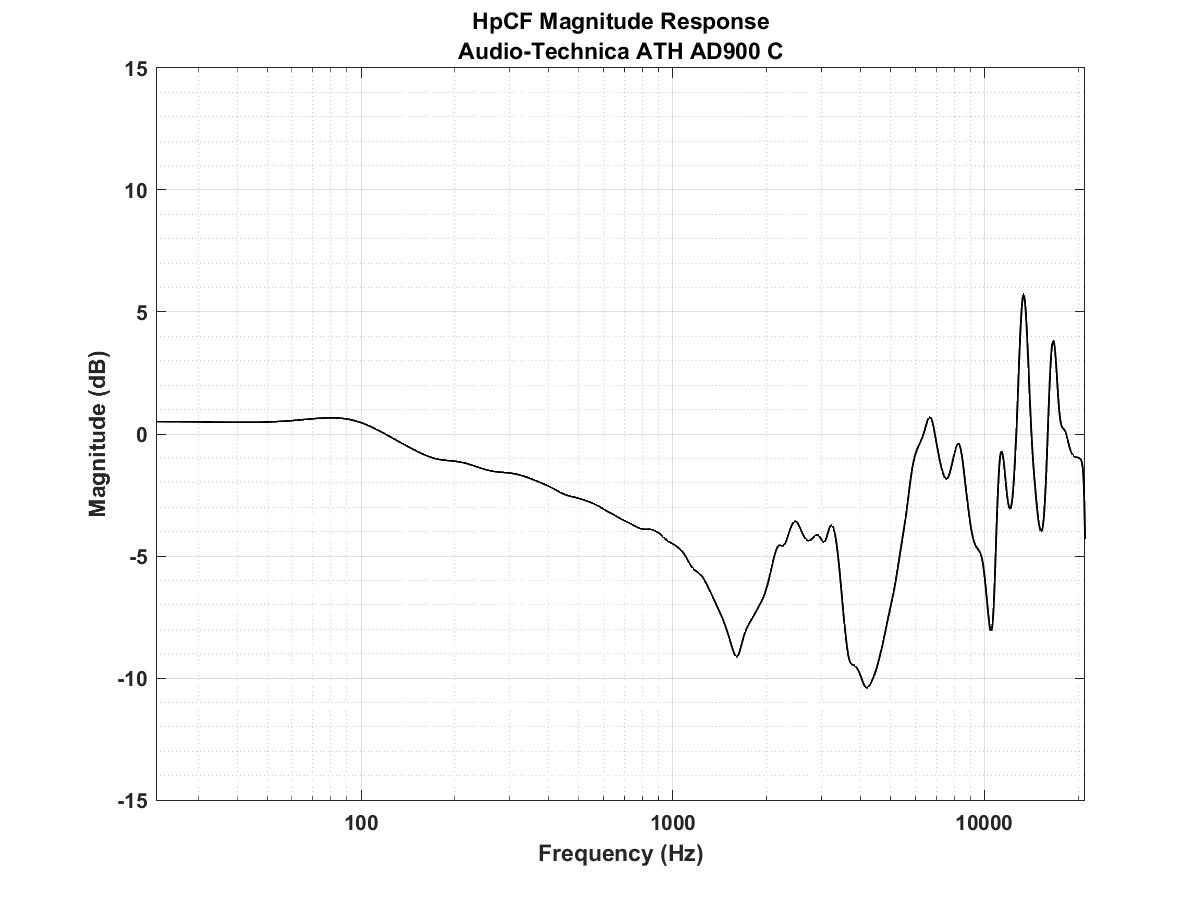 HpCF Magnitude Response
Audio-Technica ATH AD900 C
15
10
5
0
-5
-10
-15
Magnitude (dB)
100
1000
10000
Frequency (Hz)